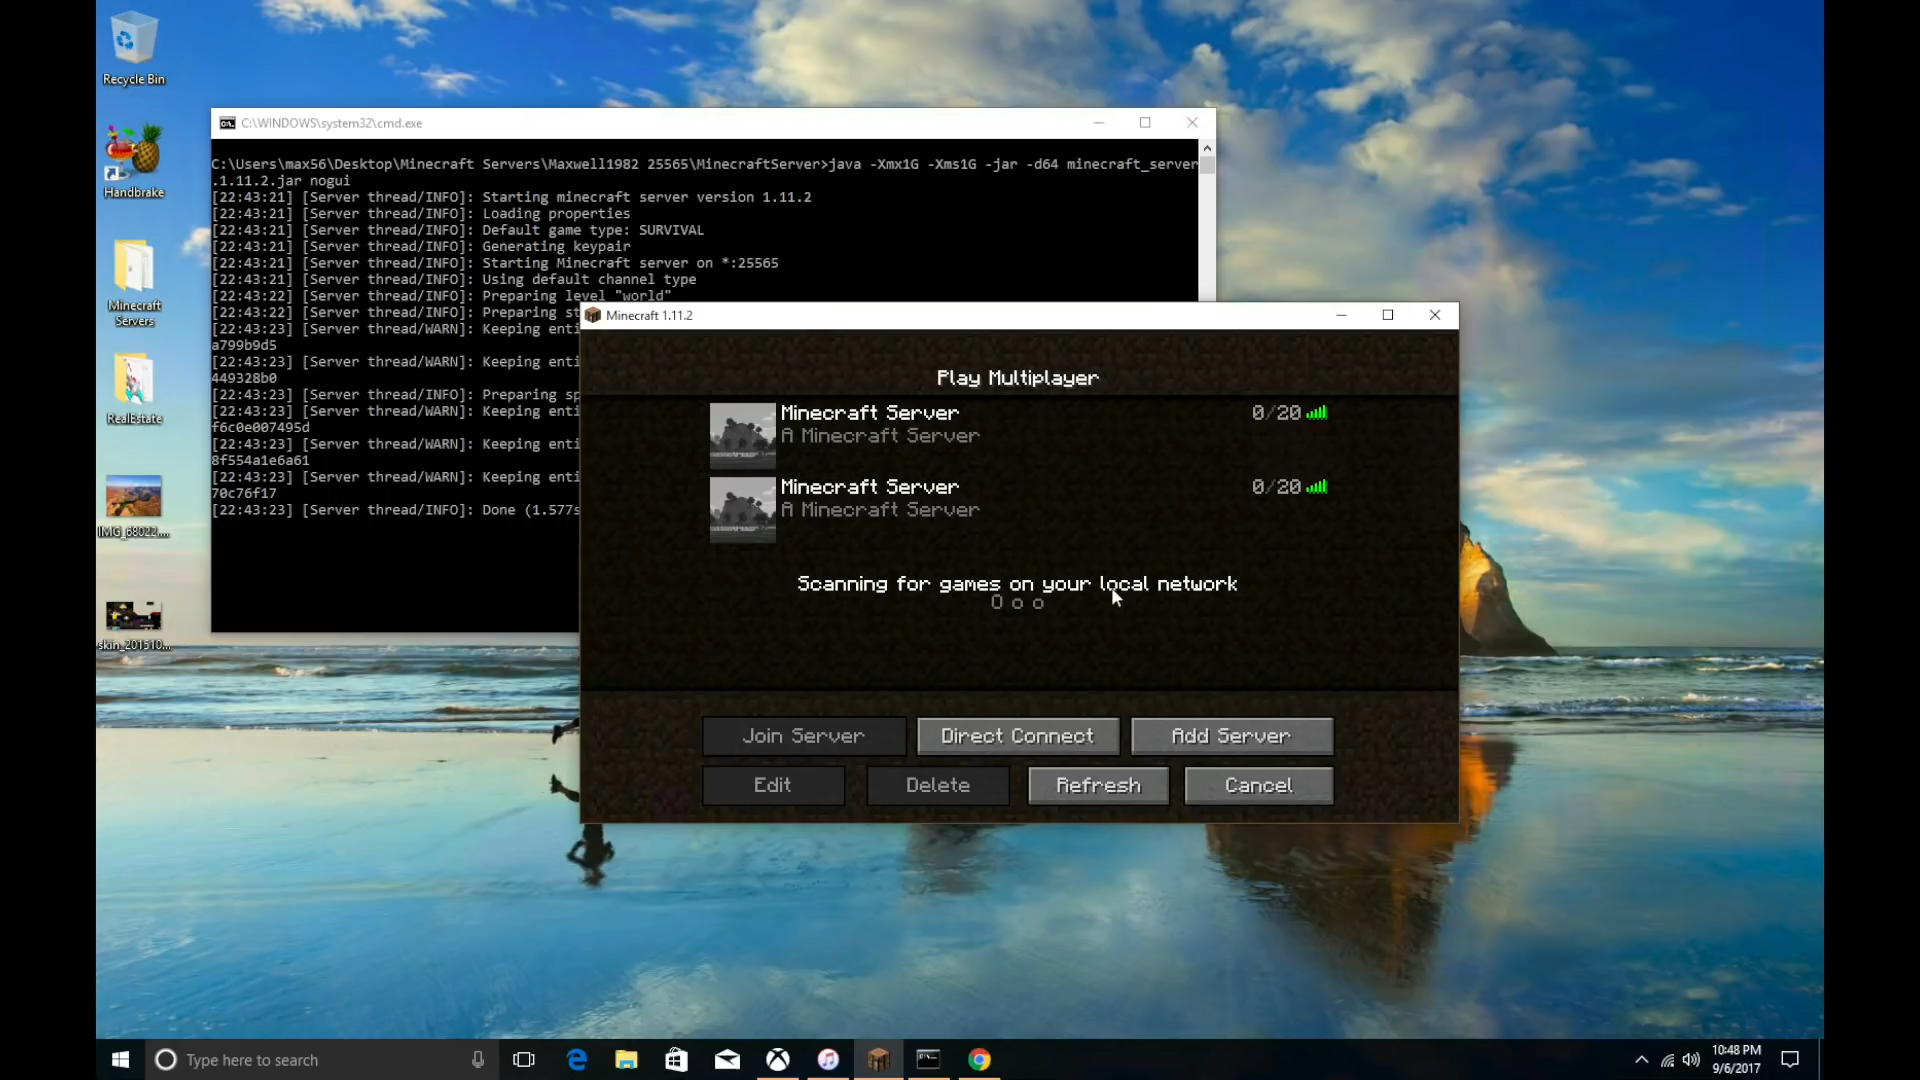 Recycle Bin
Handbrake
Minecraft
Servers
RealEstate
IMG_68022....
skin_201510...
C:\WINDOWS\system32\cmd.exe
C:\Users\max56\Desktop\Minecraft Servers\Maxwell1982 25565\MinecraftServer>java -Xmx1G -Xms1G -jar -d64 minecraft_server
.1.11.2.jar nogui
[22:43:21] [Server thread/INFO]: Starting minecraft server version 1.11.2
[22:43:21] [Server thread/INFO]: Loading properties
[22:43:21] [Server thread/INFO]: Default game type: SURVIVAL
[22:43:21] [Server thread/INFO]: Generating keypair
[22:43:21] [Server thread/INFO]: Starting Minecraft server on *:25565
[22:43:21] [Server thread/INFO]: Using default channel type
[22:43:22] [Server thread/INFO]: Preparing level "world"
[22:43:22] [Server thread/INFO]: Preparing st
[22:43:23] [Server thread/WARN]: Keeping enti
a799b9d5
[22:43:23] [Server thread/WARN]: Keeping enti
449328b0
[22:43:23] [Server thread/INFO]: Preparing sp
[22:43:23] [Server thread/WARN]: Keeping enti
f6c0e007495d
[22:43:23] [Server thread/WARN]: Keeping enti
8f554a1e6a61
[22:43:23] [Server thread/WARN]: Keeping enti
70c76f17
[22:43:23] [Server thread/INFO]: Done (1.577s
Minecraft 1.11.2
Play Multiplayer
Minecraft Server 0/20
A Minecraft Server
Minecraft Server 0/20
A Minecraft Server
Scanning for games on your local network
O o o
Join Server Direct Connect Add Server
Edit Delete Refresh Cancel
Type here to search
10:48 PM
9/6/2017